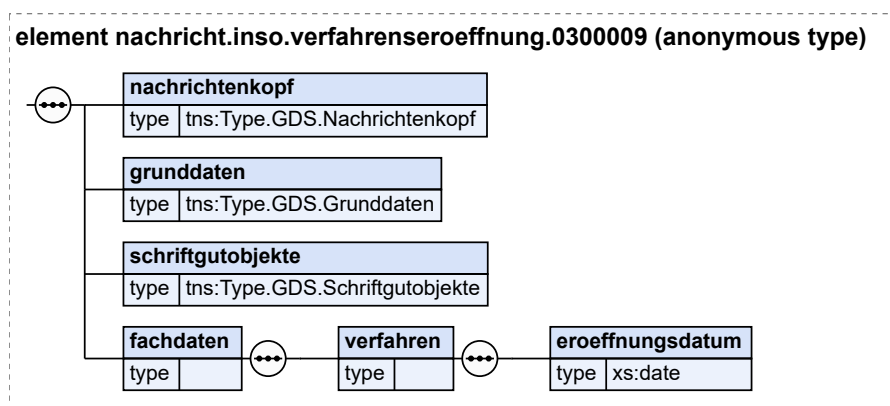 element nachricht.inso.verfahrenseroeffnung.0300009 (anonymous type)
nachrichtenkopf
type tns:Type.GDS.Nachrichtenkopf
grunddaten
type tns:Type.GDS.Grunddaten
schriftgutobjekte
type tns:Type.GDS.Schriftgutobjekte
fachdaten verfahren eroeffnungsdatum
type type type xs:date